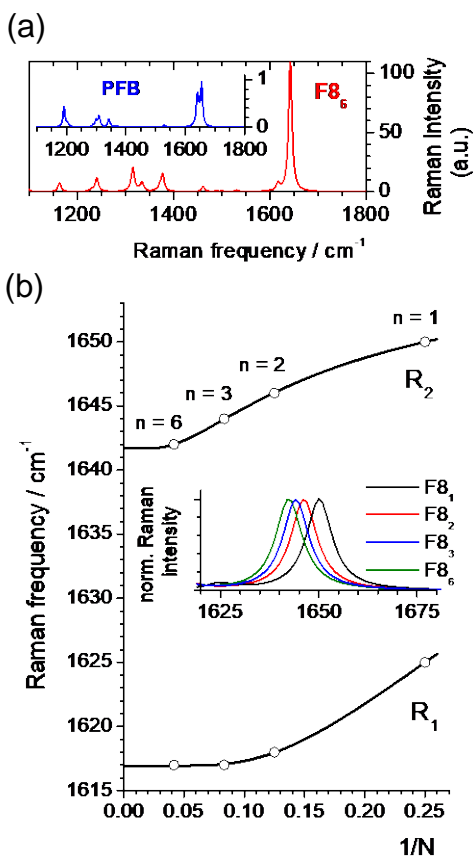 (a)
PFB
1
0
1200 1400 1600 1800
F8₆
100
50
0
Raman Intensity
(a.u.)
1200 1400 1600 1800
Raman frequency / cm⁻¹
(b)
1650
1645
1640
1635
1630
1625
1620
1615
Raman frequency / cm⁻¹
n = 1
n = 2
n = 3
n = 6
R₂
norm. Raman
intensity
F8₁
F8₂
F8₃
F8₆
1625 1650 1675
R₁
0.00 0.05 0.10 0.15 0.20 0.25
1/N